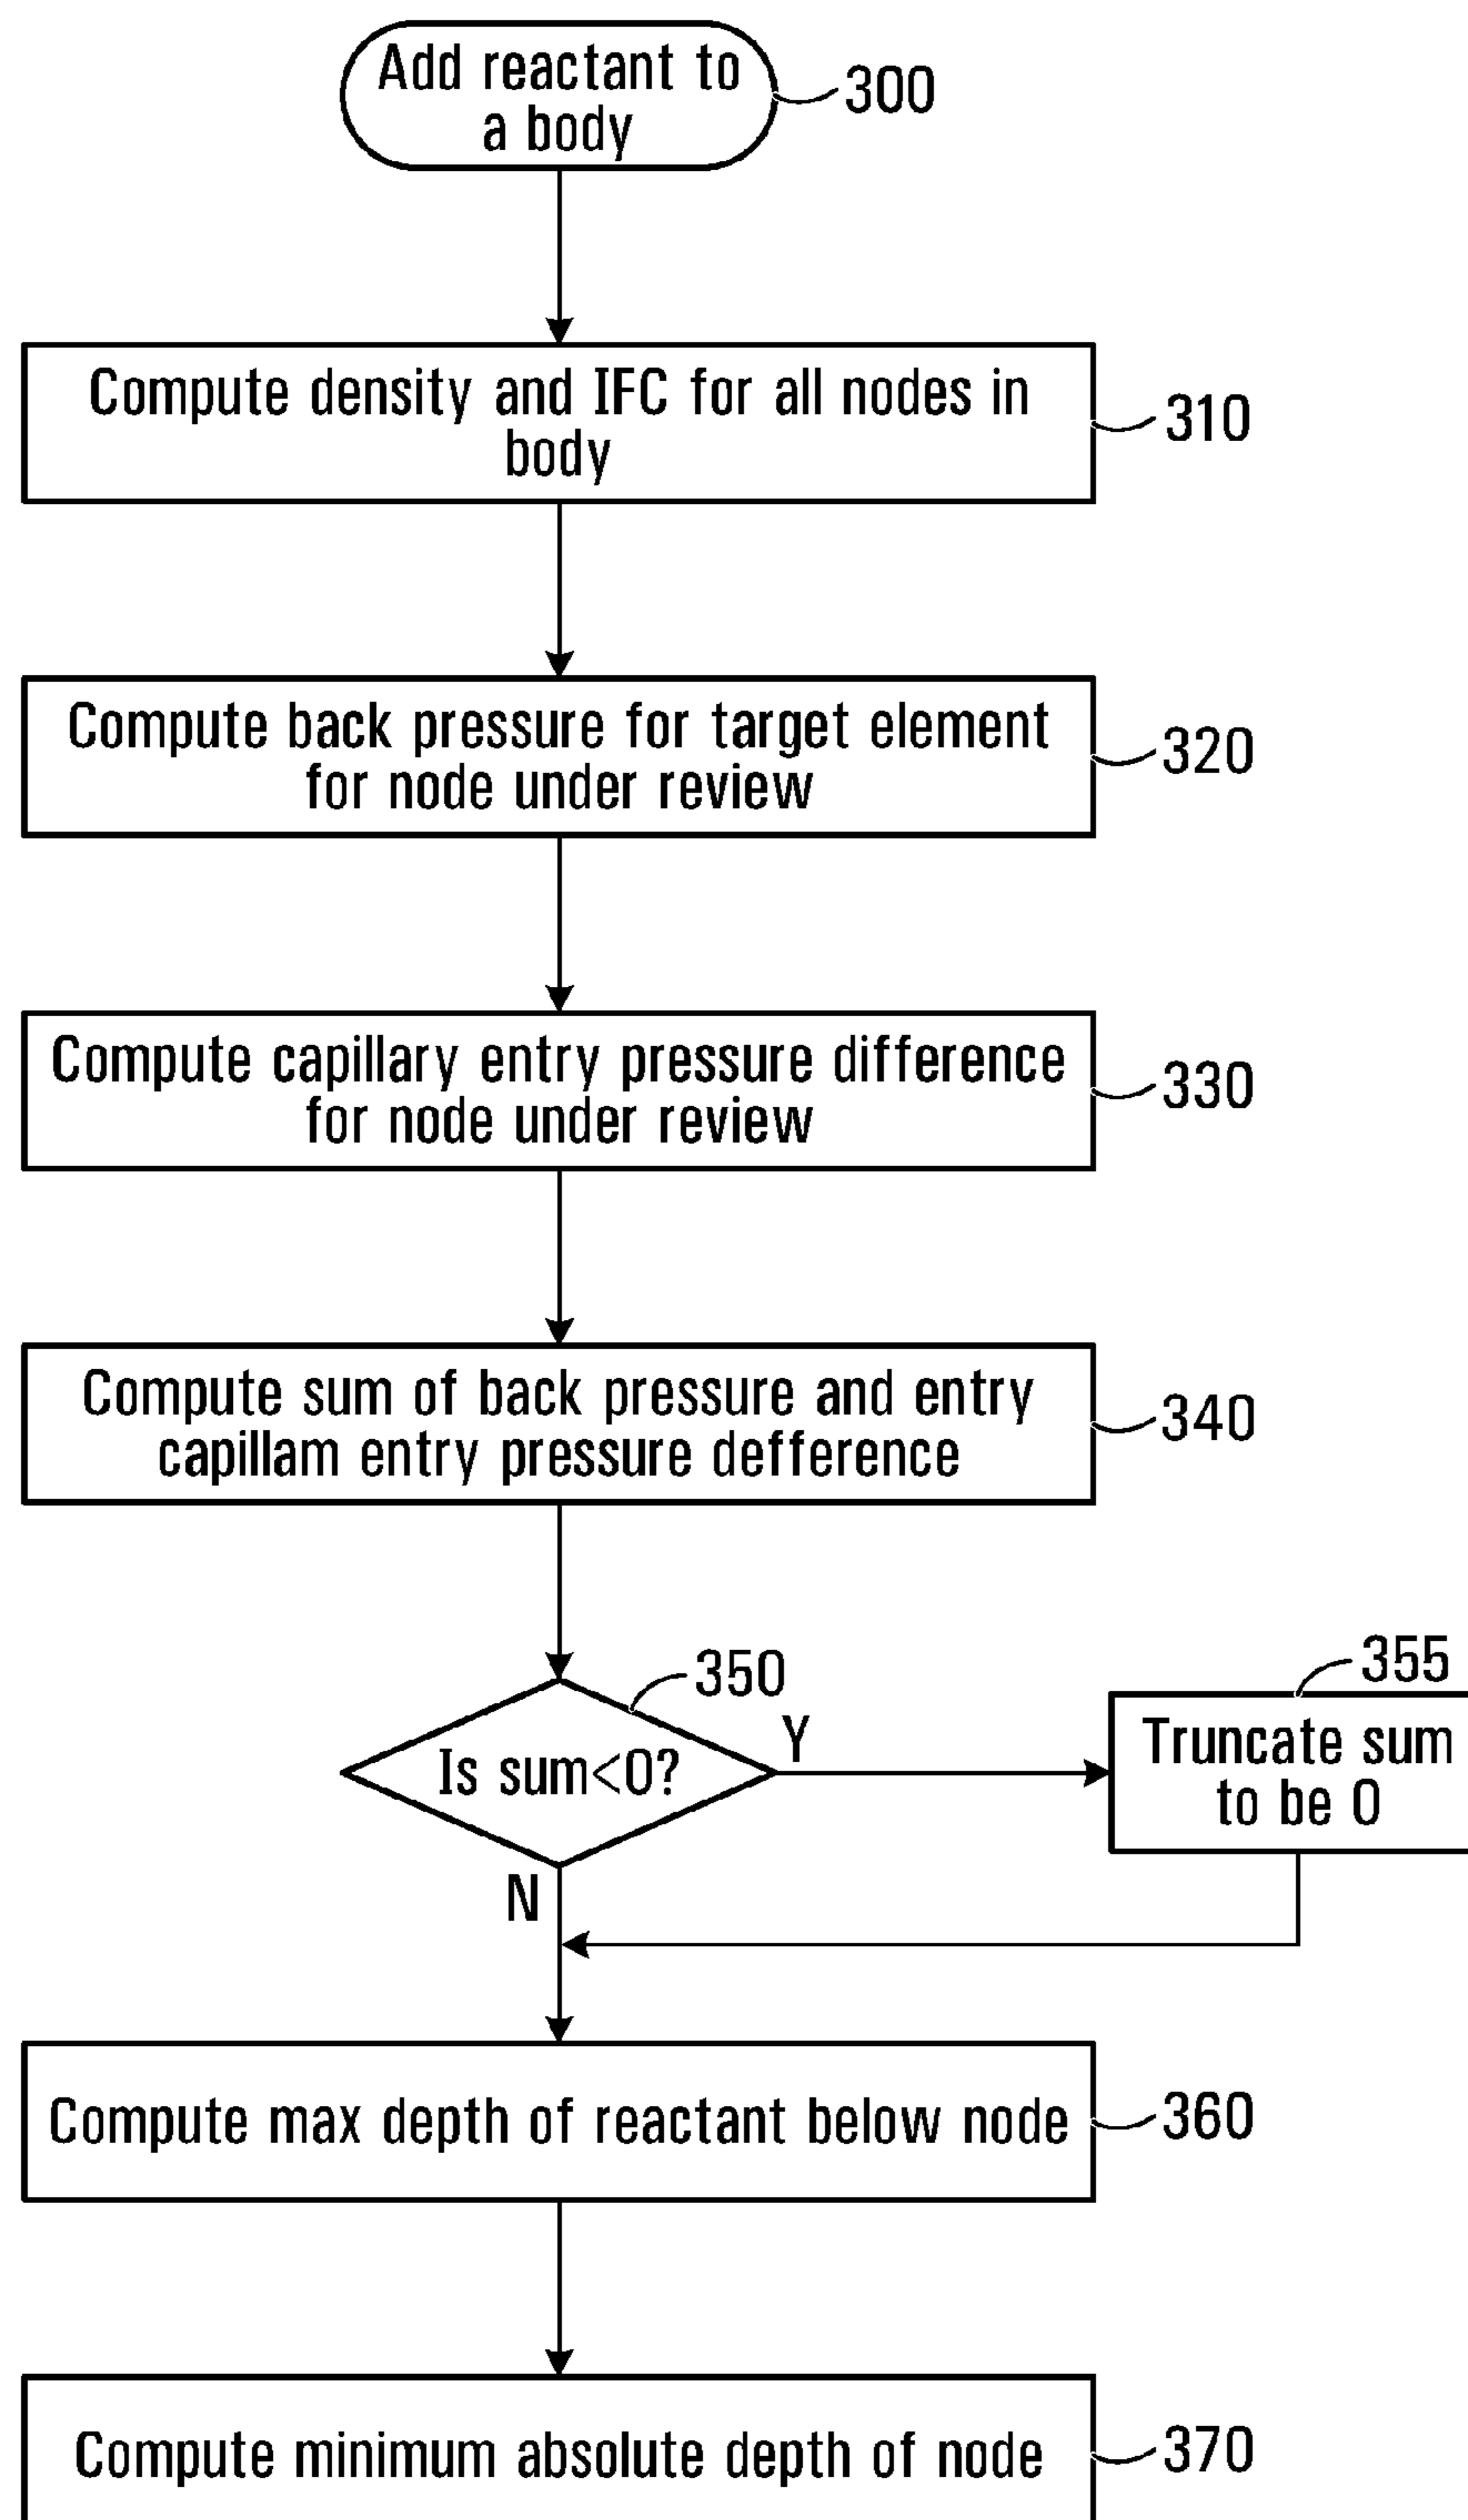 Add reactant to
a body
300
Compute density and IFC for all nodes in
body
310
Compute back pressure for target element
for node under review
320
Compute capillary entry pressure difference
for node under review
330
Compute sum of back pressure and entry
capillam entry pressure defference
340
350
Is sum<0?
Y
355
Truncate sum
to be 0
N
Compute max depth of reactant below node
360
Compute minimum absolute depth of node
370